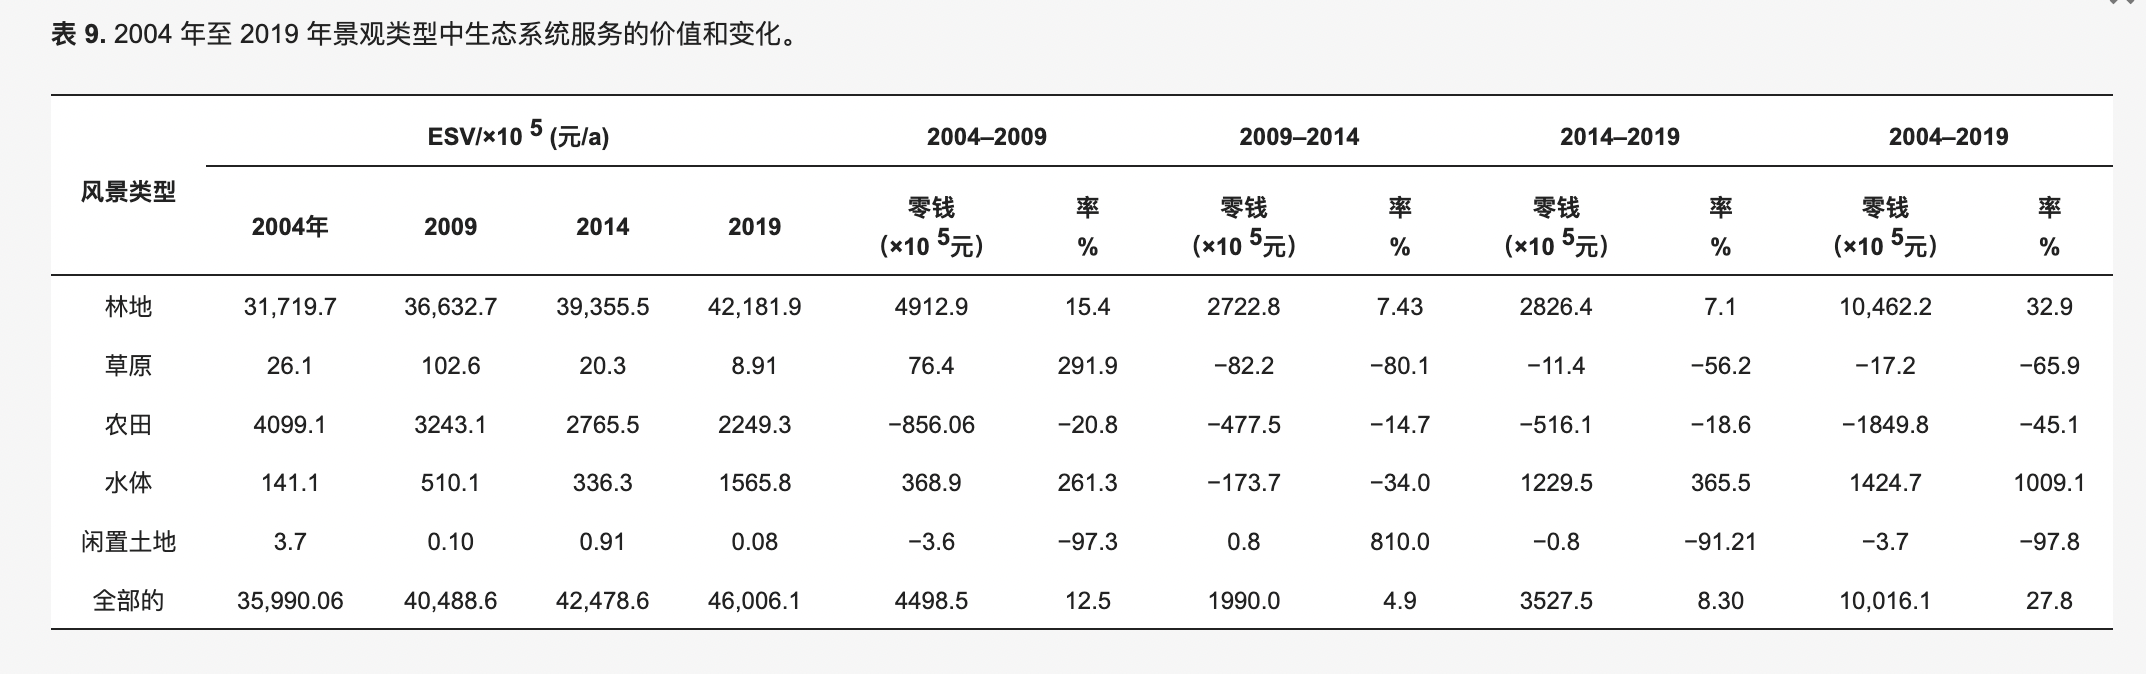 表 9. 2004 年至 2019 年景观类型中生态系统服务的价值和变化。
风景类型 ESV/×10 5 (元/a) 2004–2009 2009–2014 2014–2019 2004–2019
2004年 2009 2014 2019 零钱 (×10 5元) 率 % 零钱 (×10 5元) 率 % 零钱 (×10 5元) 率 % 零钱 (×10 5元) 率 %
林地 31,719.7 36,632.7 39,355.5 42,181.9 4912.9 15.4 2722.8 7.43 2826.4 7.1 10,462.2 32.9
草原 26.1 102.6 20.3 8.91 76.4 291.9 −82.2 −80.1 −11.4 −56.2 −17.2 −65.9
农田 4099.1 3243.1 2765.5 2249.3 −856.06 −20.8 −477.5 −14.7 −516.1 −18.6 −1849.8 −45.1
水体 141.1 510.1 336.3 1565.8 368.9 261.3 −173.7 −34.0 1229.5 365.5 1424.7 1009.1
闲置土地 3.7 0.10 0.91 0.08 −3.6 −97.3 0.8 810.0 −0.8 −91.21 −3.7 −97.8
全部的 35,990.06 40,488.6 42,478.6 46,006.1 4498.5 12.5 1990.0 4.9 3527.5 8.30 10,016.1 27.8